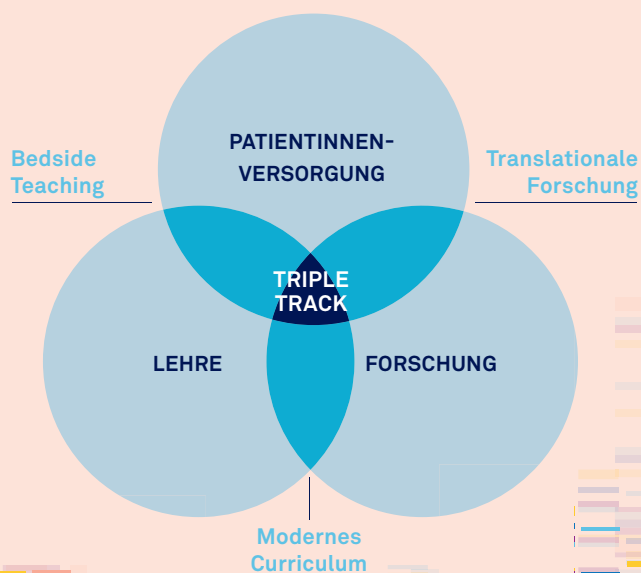 PATIENTINNEN-
VERSORGUNG
Bedside
Teaching
Translationale
Forschung
TRIPLE
TRACK
LEHRE
FORSCHUNG
Modernes
Curriculum